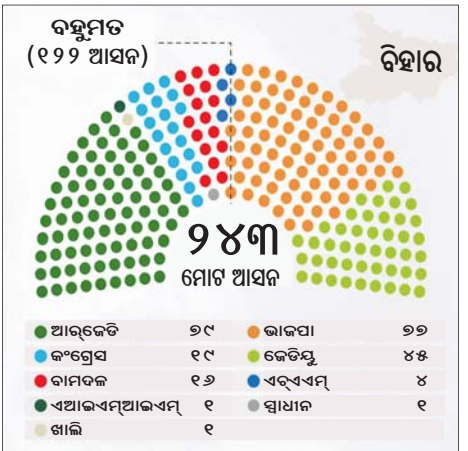 ବହୁମତ
(୧୨୨ ଆସନ)
ବିହାର
୨୪୩
ମୋଟ ଆସନ
ଆର୍‌ଜେଡି ୭୯ ଭାଜପା ୭୭
କଂଗ୍ରେସ ୧୯ ଜେଡିୟୁ ୪୫
ବାମଦଳ ୧୬ ଏଚ୍‌ଏଏମ୍ ୪
ଏଆଇଏମ୍‌ଆଇଏମ୍ ୧ ସ୍ୱାଧୀନ ୧
ଖାଲି ୧